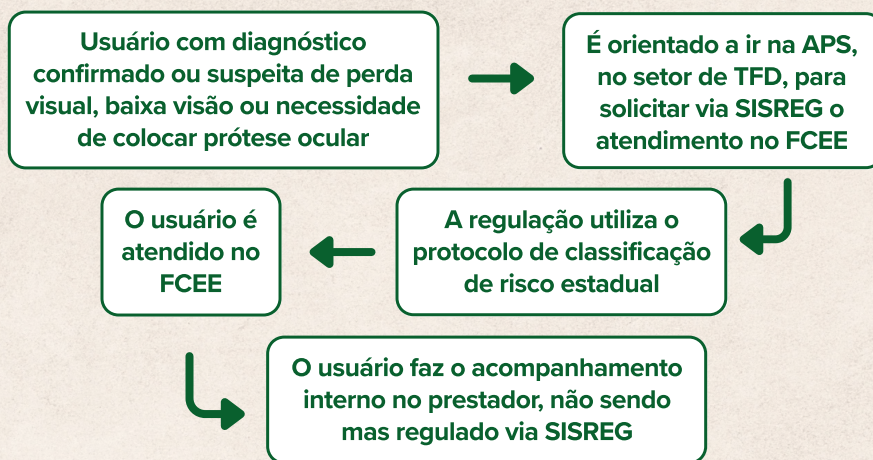 Usuário com diagnóstico
confirmado ou suspeita de perda
visual, baixa visão ou necessidade
de colocar prótese ocular
É orientado a ir na APS,
no setor de TFD, para
solicitar via SISREG o
atendimento no FCEE
A regulação utiliza o
protocolo de classificação
de risco estadual
O usuário é
atendido no
FCEE
O usuário faz o acompanhamento
interno no prestador, não sendo
mas regulado via SISREG